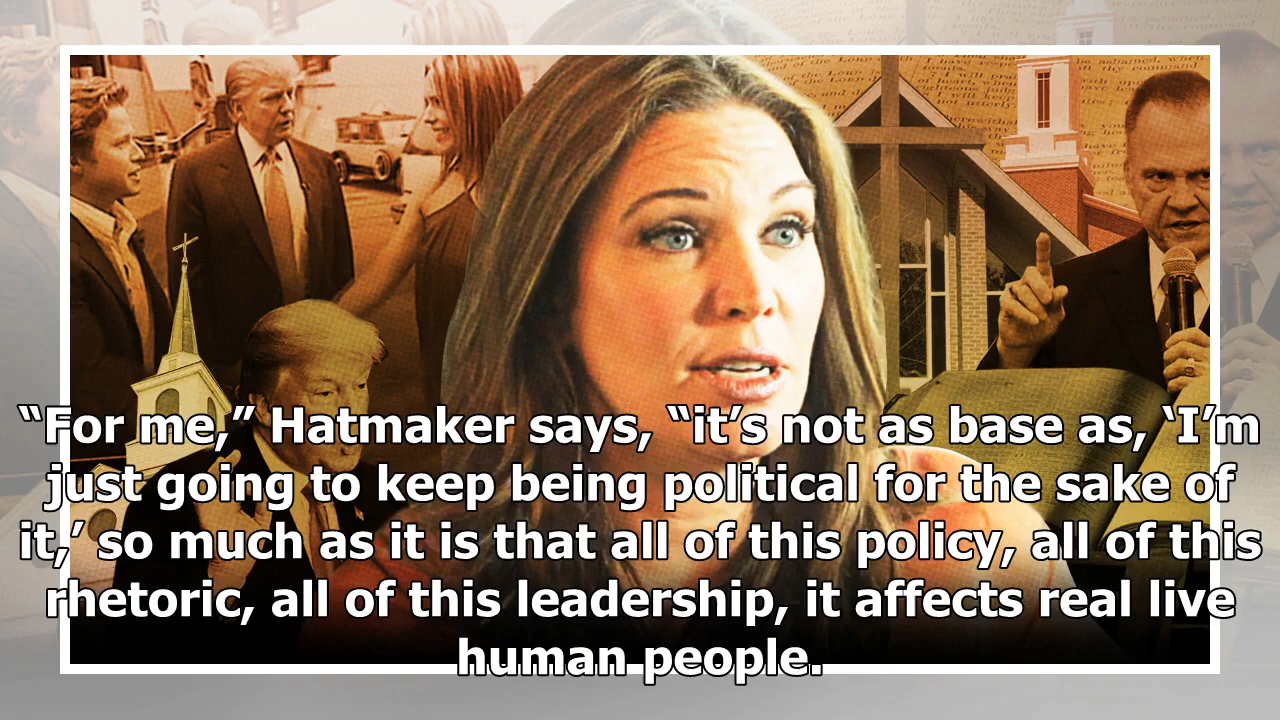 “For me,” Hatmaker says, “it’s not as base as, ‘I’m
just going to keep being political for the sake of
it,’ so much as it is that all of this policy, all of this
rhetoric, all of this leadership, it affects real live
human people.